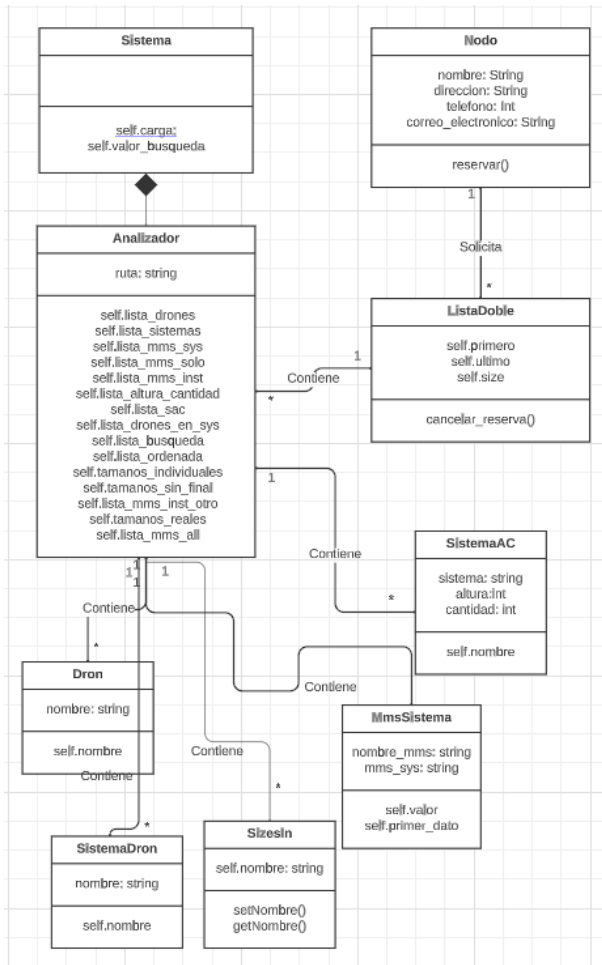 Sistema
self.carga;
self.valor_busqueda
Nodo
nombre: String
direccion: String
telefono: Int
correo_electronico: String
reservar()
1
Solicita
*
Analizador
ruta: string
self.lista_drones
self.lista_sistemas
self.lista_mms_sys
self.lista_mms_solo
self.lista_mms_inst
self.lista_altura_cantidad
self.lista_sac
self.lista_drones_en_sys
self.lista_busqueda
self.lista_ordenada
self.tamanos_individuales
self.tamanos_sin_final
self.lista_mms_inst_otro
self.tamanos_reales
self.lista_mms_all
ListaDoble
self.primero
self.ultimo
self.size
cancelar_reserva()
1
Contiene
*
1
Contiene
*
SistemaAC
sistema: string
altura:int
cantidad: int
self.nombre
1
1
1
1
Contiene
*
Dron
nombre: string
self.nombre
Contiene
*
Contiene
MmsSistema
nombre_mms: string
mms_sys: string
self.valor
self.primer_dato
Contiene
*
SistemaDron
nombre: string
self.nombre
SizesIn
self.nombre: string
setNombre()
getNombre()